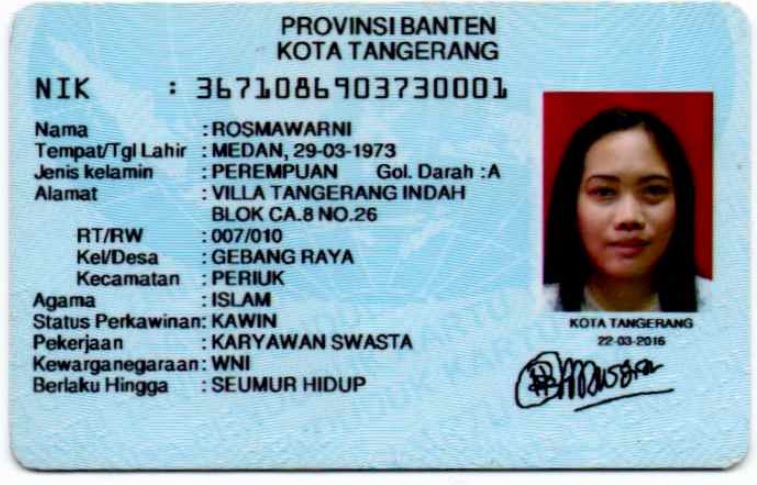 PROVINSI BANTEN
KOTA TANGERANG
NIK : 3671086903730001
Nama : ROSMAWARNI
Tempat/Tgl Lahir : MEDAN, 29-03-1973
Jenis kelamin : PEREMPUAN Gol. Darah : A
Alamat : VILLA TANGERANG INDAH
BLOK CA.8 NO.26
RT/RW : 007/010
Kel/Desa : GEBANG RAYA
Kecamatan : PERIUK
Agama : ISLAM
Status Perkawinan: KAWIN
Pekerjaan : KARYAWAN SWASTA
Kewarganegaraan: WNI
Berlaku Hingga : SEUMUR HIDUP
KOTA TANGERANG
22-03-2016